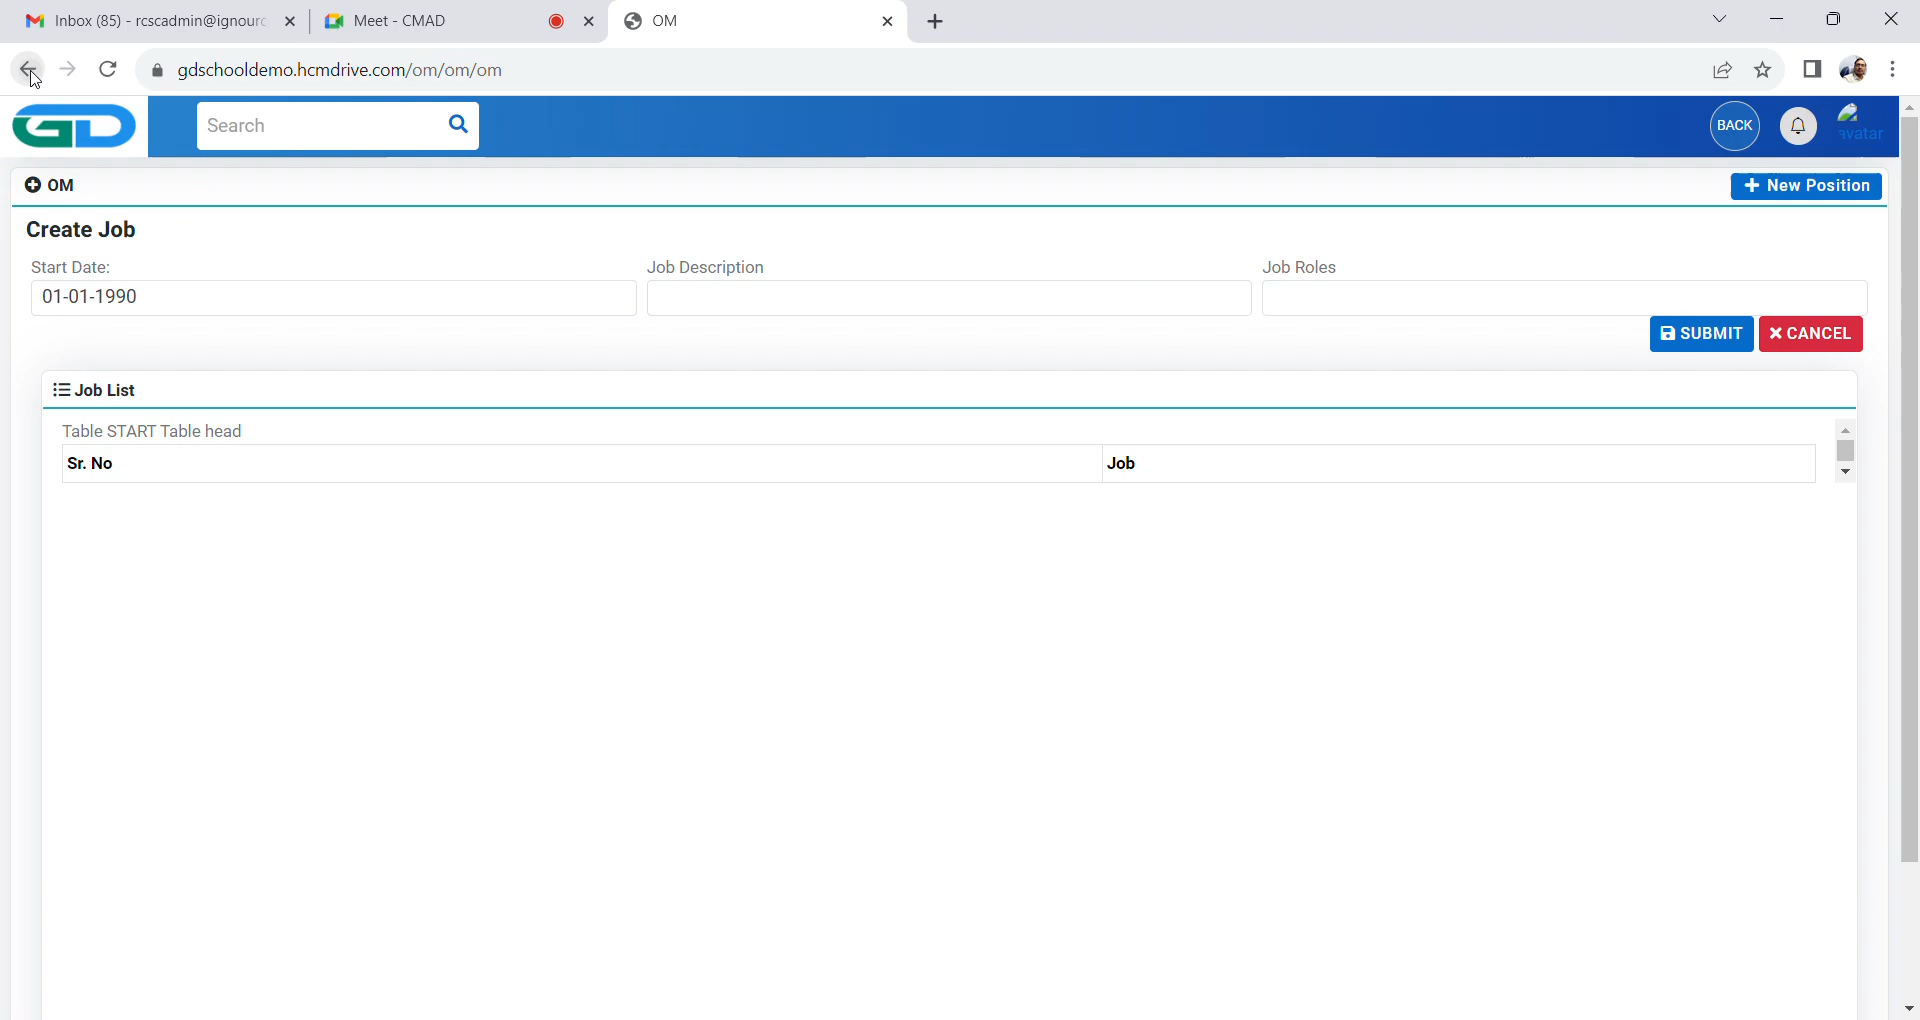 Inbox (85) - rcscadmin@ignourc
Meet - CMAD
OM
gdschooldemo.hcmdrive.com/om/om/om
GD
Search
BACK
avatar
OM
+ New Position
Create Job
Start Date:
Job Description
Job Roles
01-01-1990
SUBMIT
CANCEL
Job List
Table START Table head
Sr. No
Job